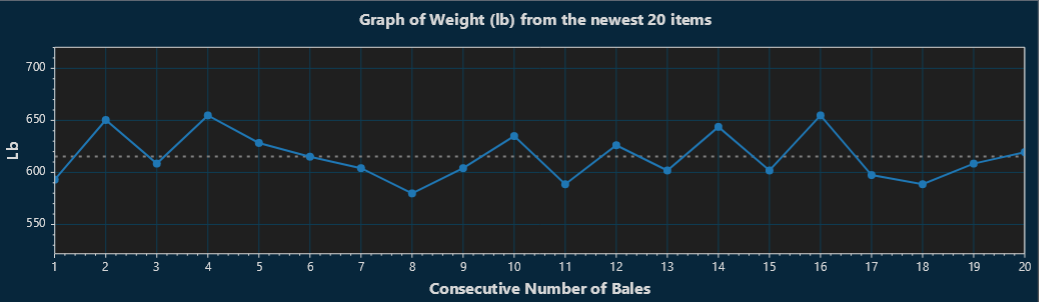 Graph of Weight (lb) from the newest 20 items
700
650
600
550
Lb
1 2 3 4 5 6 7 8 9 10 11 12 13 14 15 16 17 18 19 20
Consecutive Number of Bales